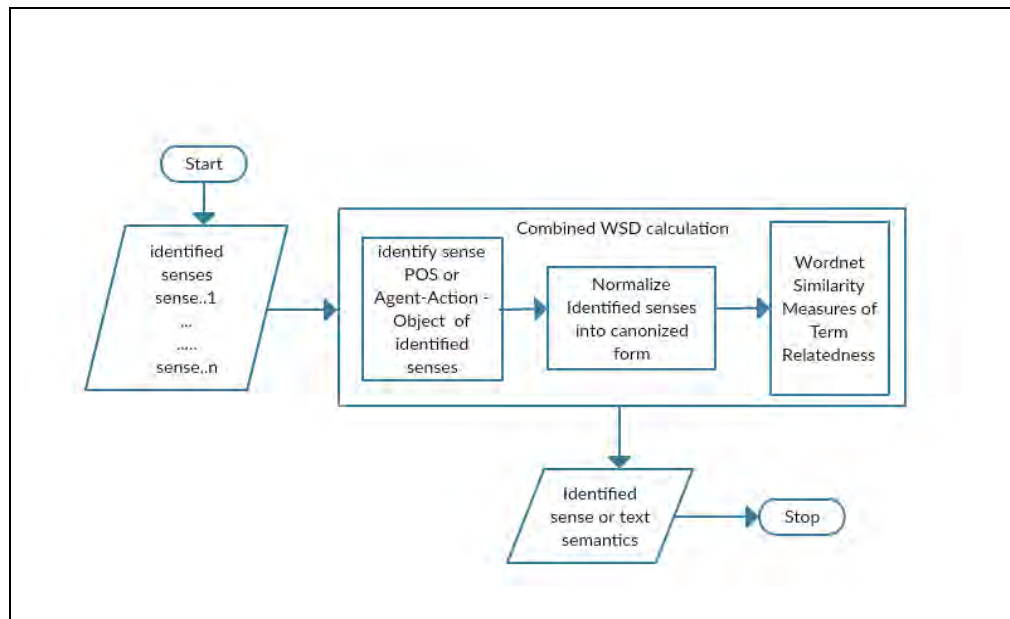 Start
identified
senses
sense..1
...
.....
sense,.n
Combined WSD calculation
identify sense
POS or
Agent-Action -
Object of
identified
senses
Normalize
Identified senses
into canonized
form
Wordnet
Similarity
Measures of
Term
Relatedness
Identified
sense or text
semantics
Stop